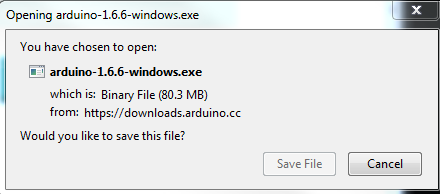 Opening arduino-1.6.6-windows.exe
You have chosen to open:
arduino-1.6.6-windows.exe
which is: Binary File (80.3 MB)
from: https://downloads.arduino.cc
Would you like to save this file?
Save File Cancel